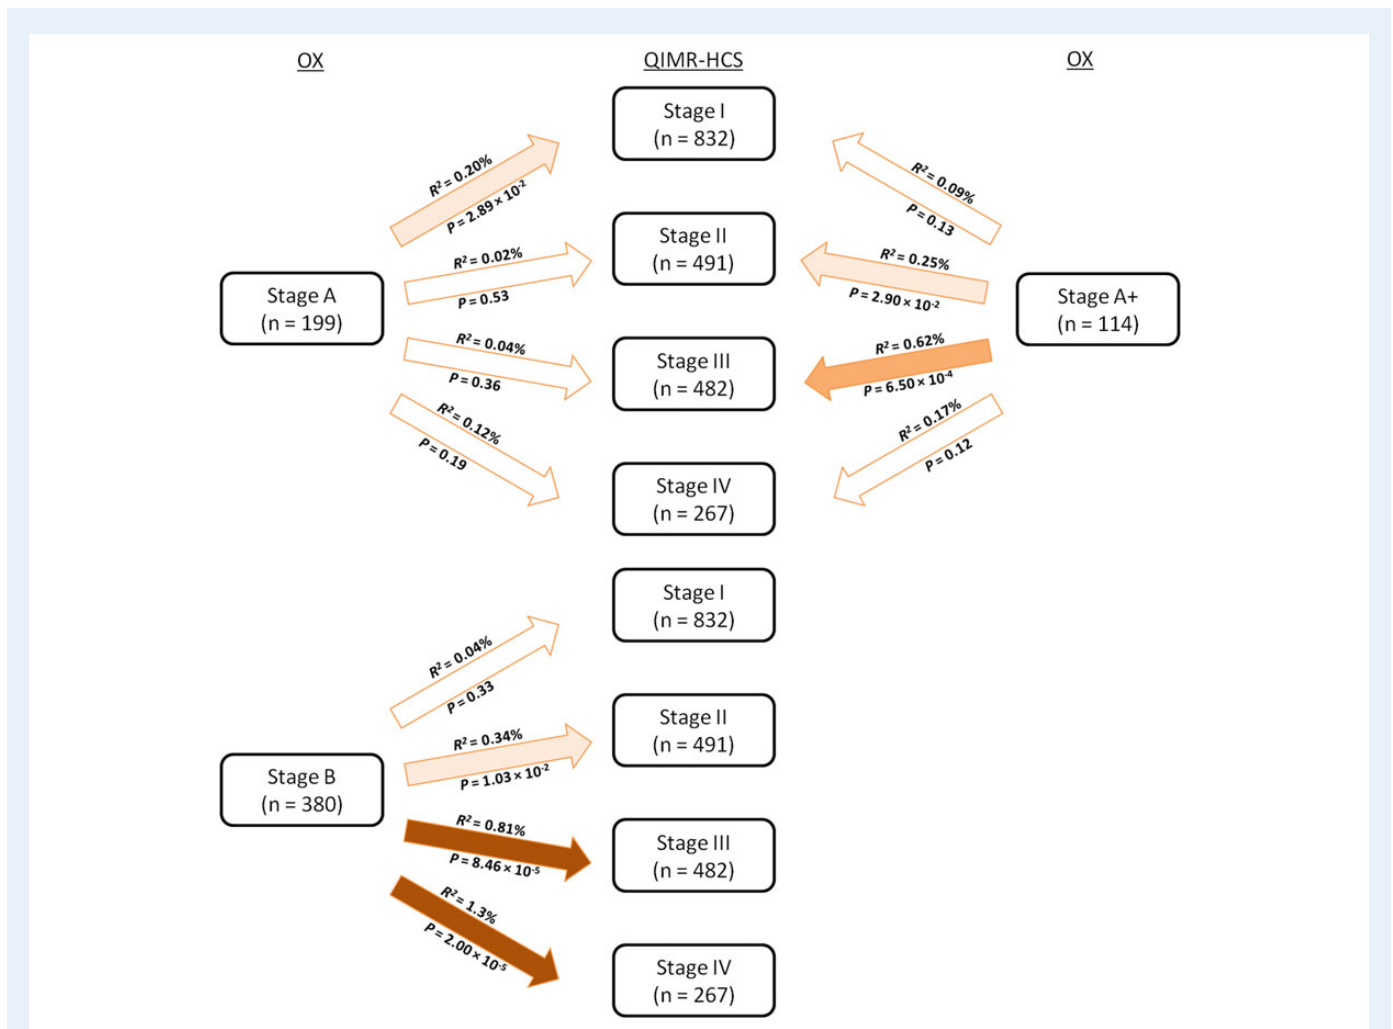 OX
QIMR-HCS
OX
Stage I
(n = 832)
R² = 0.20%
P = 2.89 × 10⁻²
R² = 0.09%
P = 0.13
Stage II
(n = 491)
R² = 0.02%
P = 0.53
R² = 0.25%
P = 2.90 × 10⁻²
Stage A
(n = 199)
Stage A+
(n = 114)
R² = 0.04%
P = 0.36
Stage III
(n = 482)
R² = 0.62%
P = 6.50 × 10⁻⁴
R² = 0.12%
P = 0.19
R² = 0.17%
P = 0.12
Stage IV
(n = 267)
Stage I
(n = 832)
R² = 0.04%
P = 0.33
Stage II
(n = 491)
R² = 0.34%
P = 1.03 × 10⁻²
Stage B
(n = 380)
R² = 0.81%
P = 8.46 × 10⁻⁵
Stage III
(n = 482)
R² = 1.3%
P = 2.00 × 10⁻⁵
Stage IV
(n = 267)